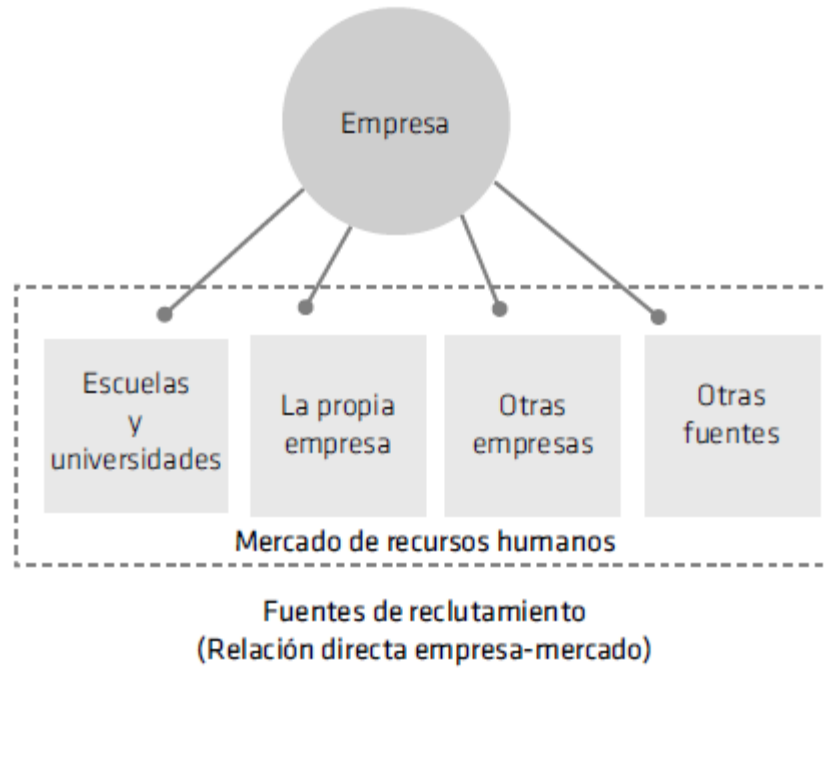 Empresa
Escuelas
y
universidades
La propia
empresa
Otras
empresas
Otras
fuentes
Mercado de recursos humanos
Fuentes de reclutamiento
(Relación directa empresa-mercado)